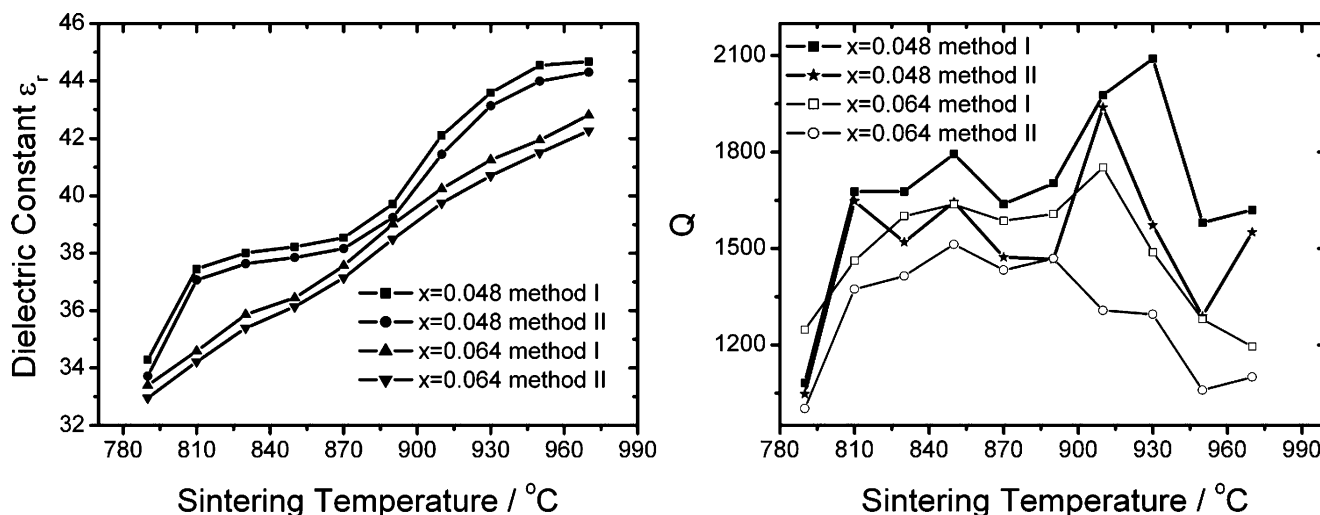 46
44
42
40
38
36
34
32
Dielectric Constant εr
x=0.048 method I
x=0.048 method II
x=0.064 method I
x=0.064 method II
780 810 840 870 900 930 960 990
Sintering Temperature / °C
2100
1800
1500
1200
Q
x=0.048 method I
x=0.048 method II
x=0.064 method I
x=0.064 method II
780 810 840 870 900 930 960 990
Sintering Temperature / °C